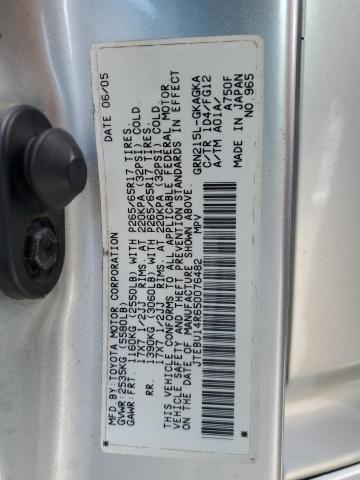 MFD BY: TOYOTA MOTOR CORPORATION DATE 06/05
GVWR: 2535KG (5580LB)
GAWR: FRT. 1160KG (2550LB) WITH P265/65R17 TIRES.
17X7 1/2JJ RIMS. AT 220KPA (32PSI) COLD
RR. 1390KG (3060LB) WITH P265/65R17 TIRES.
17X7 1/2JJ RIMS. AT 220KPA (32PSI) COLD
THIS VEHICLE CONFORMS TO ALL APPLICABLE FEDERAL MOTOR
VEHICLE SAFETY AND THEFT PREVENTION STANDARDS IN EFFECT
ON THE DATE OF MANUFACTURE SHOWN ABOVE.
JTEBU14R650076482 MPV
GRN215L-GKAGKA
C/TR 1D4/FG12
A/TM A01A/
A750F
MADE IN JAPAN
NO.965